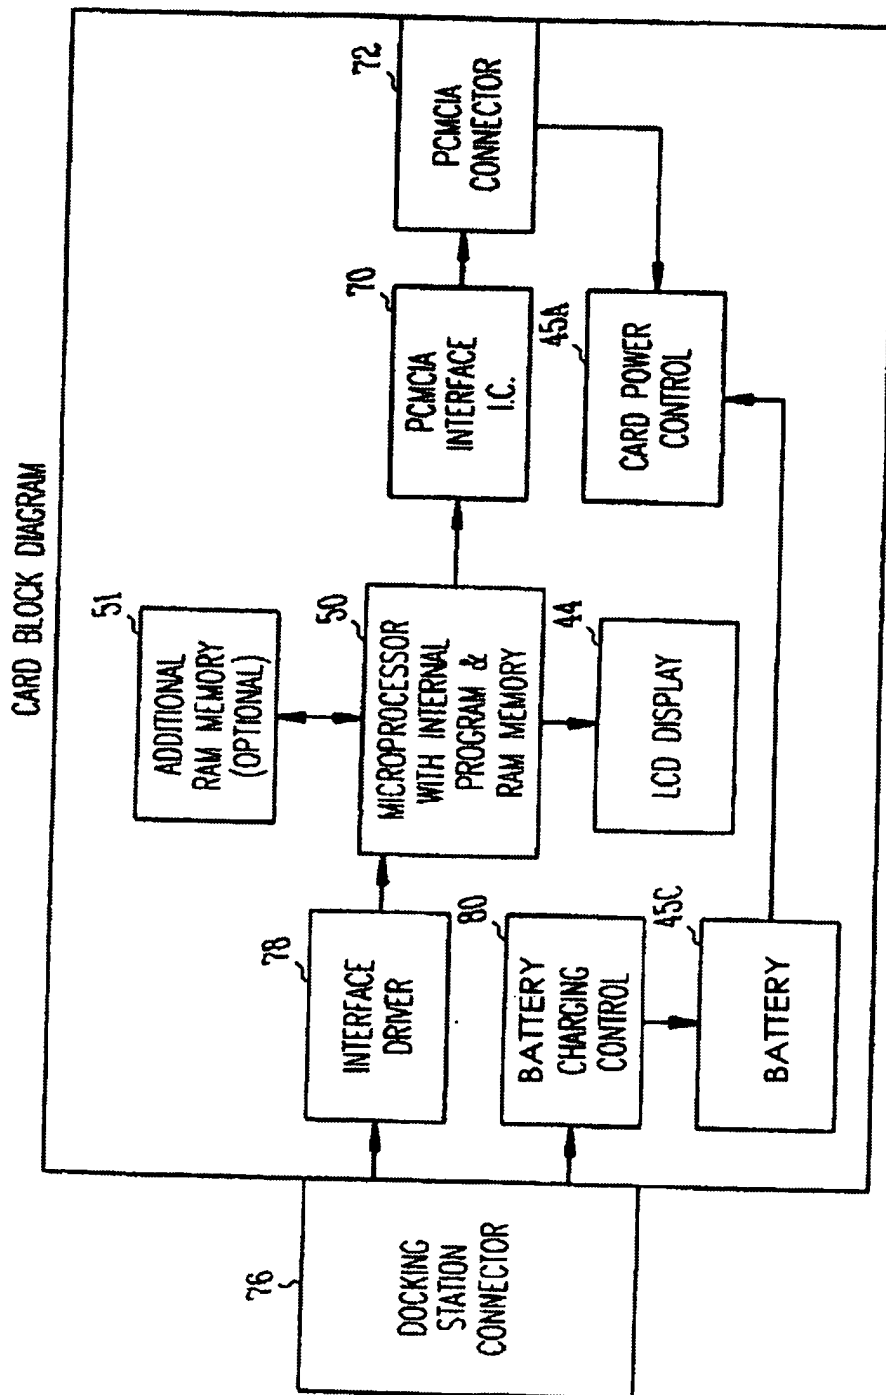 CARD BLOCK DIAGRAM
51
ADDITIONAL
RAM MEMORY
(OPTIONAL)
76
DOCKING
STATION
CONNECTOR
78
INTERFACE
DRIVER
50
MICROPROCESSOR
WITH INTERNAL
PROGRAM &
RAM MEMORY
70
PCMCIA
INTERFACE
I.C.
72
PCMCIA
CONNECTOR
80
BATTERY
CHARGING
CONTROL
44
LCD DISPLAY
45A
CARD POWER
CONTROL
45C
BATTERY